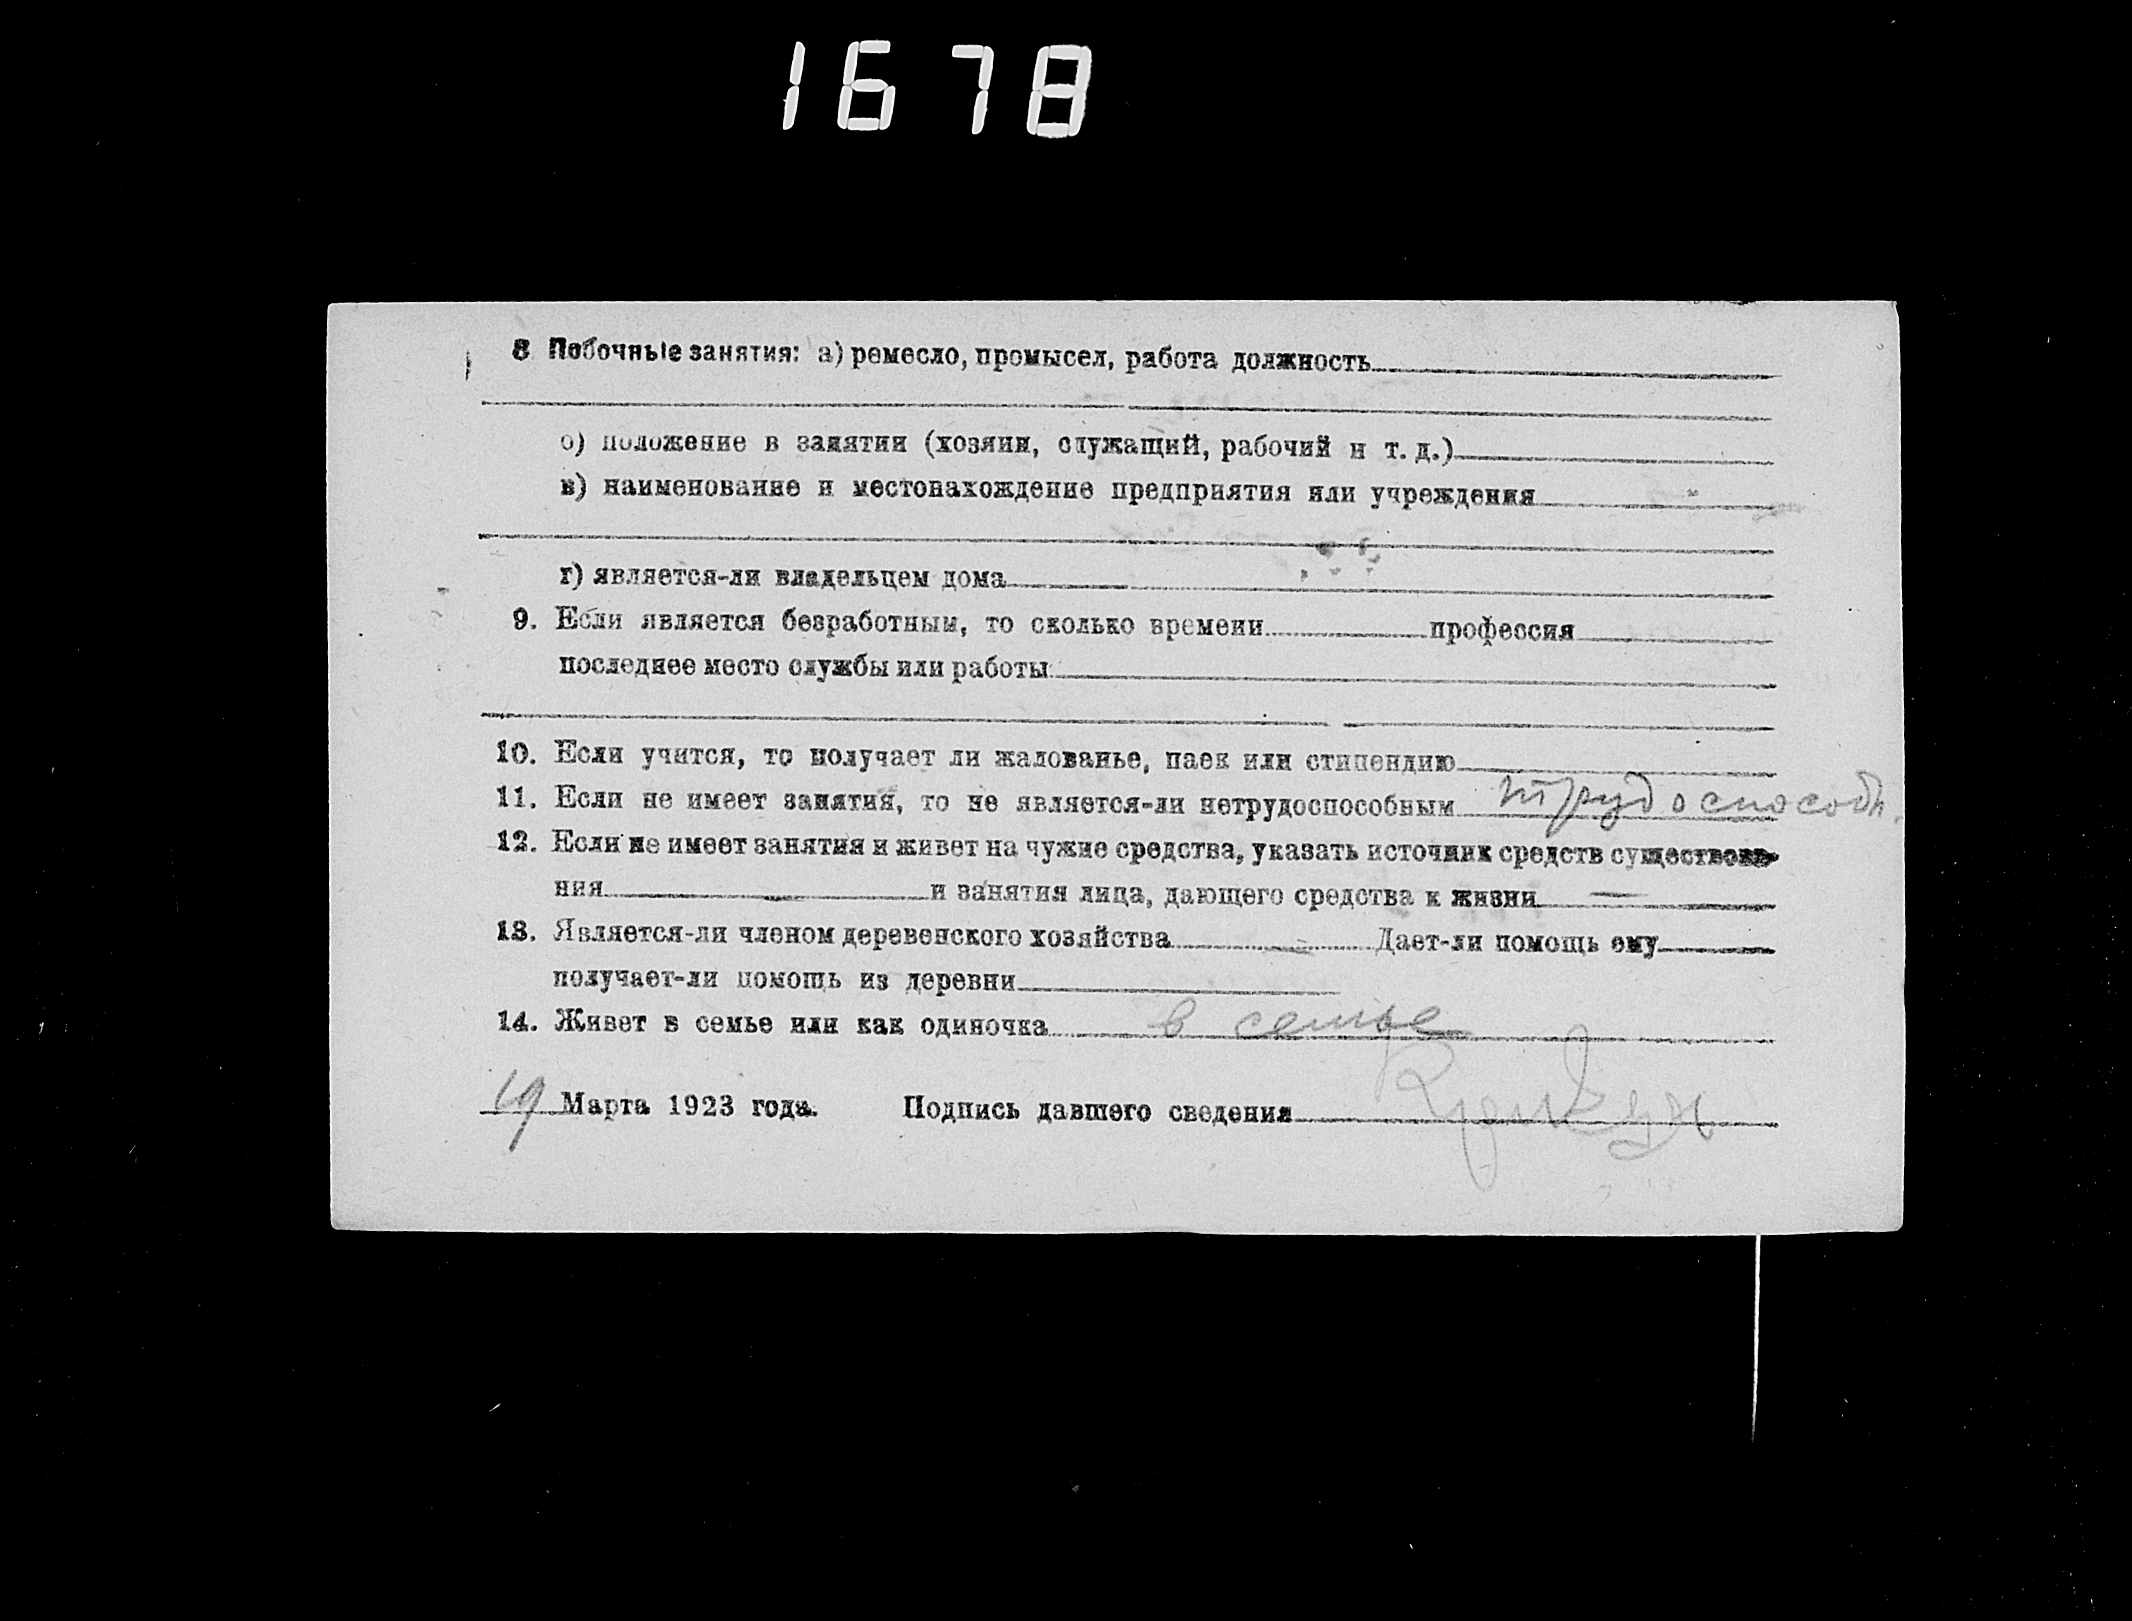 1678
8 Побочные занятия: а) ремесло, промысел, работа должность
б) положение в занятии (хозяин, служащий, рабочий и т. д.)
в) наименование и местонахождение предприятия или учреждения
г) является-ли владельцем дома
9. Если является безработным, то сколько времени профессия
последнее место службы или работы
10. Если учится, то получает ли жалованье, паек или стипендию
11. Если не имеет занятия, то не является-ли нетрудоспособным трудоспособн.
12. Если не имеет занятия и живет на чужие средства, указать источник средств существова-
ния и занятия лица, дающего средства к жизни —
13. Является-ли членом деревенского хозяйства — Дает-ли помощь ему
получает-ли помощь из деревни
14. Живет в семье или как одиночка в семье
19 Марта 1923 года. Подпись давшего сведения